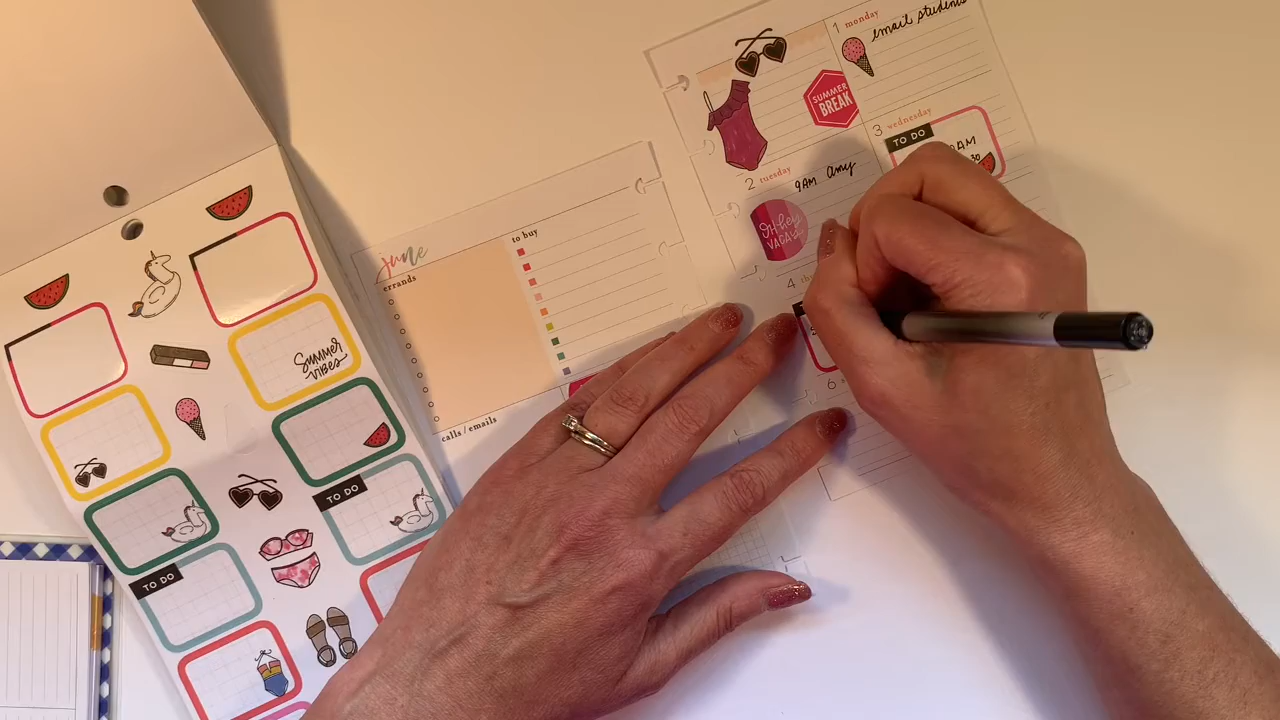 1 monday
email students
SUMMER
BREAK
3 wednesday
TO DO
2 tuesday
9AM amy
OH hey
VACAY
4
6
june
errands
to buy
calls / emails
Summer
vibes
TO DO
TO DO